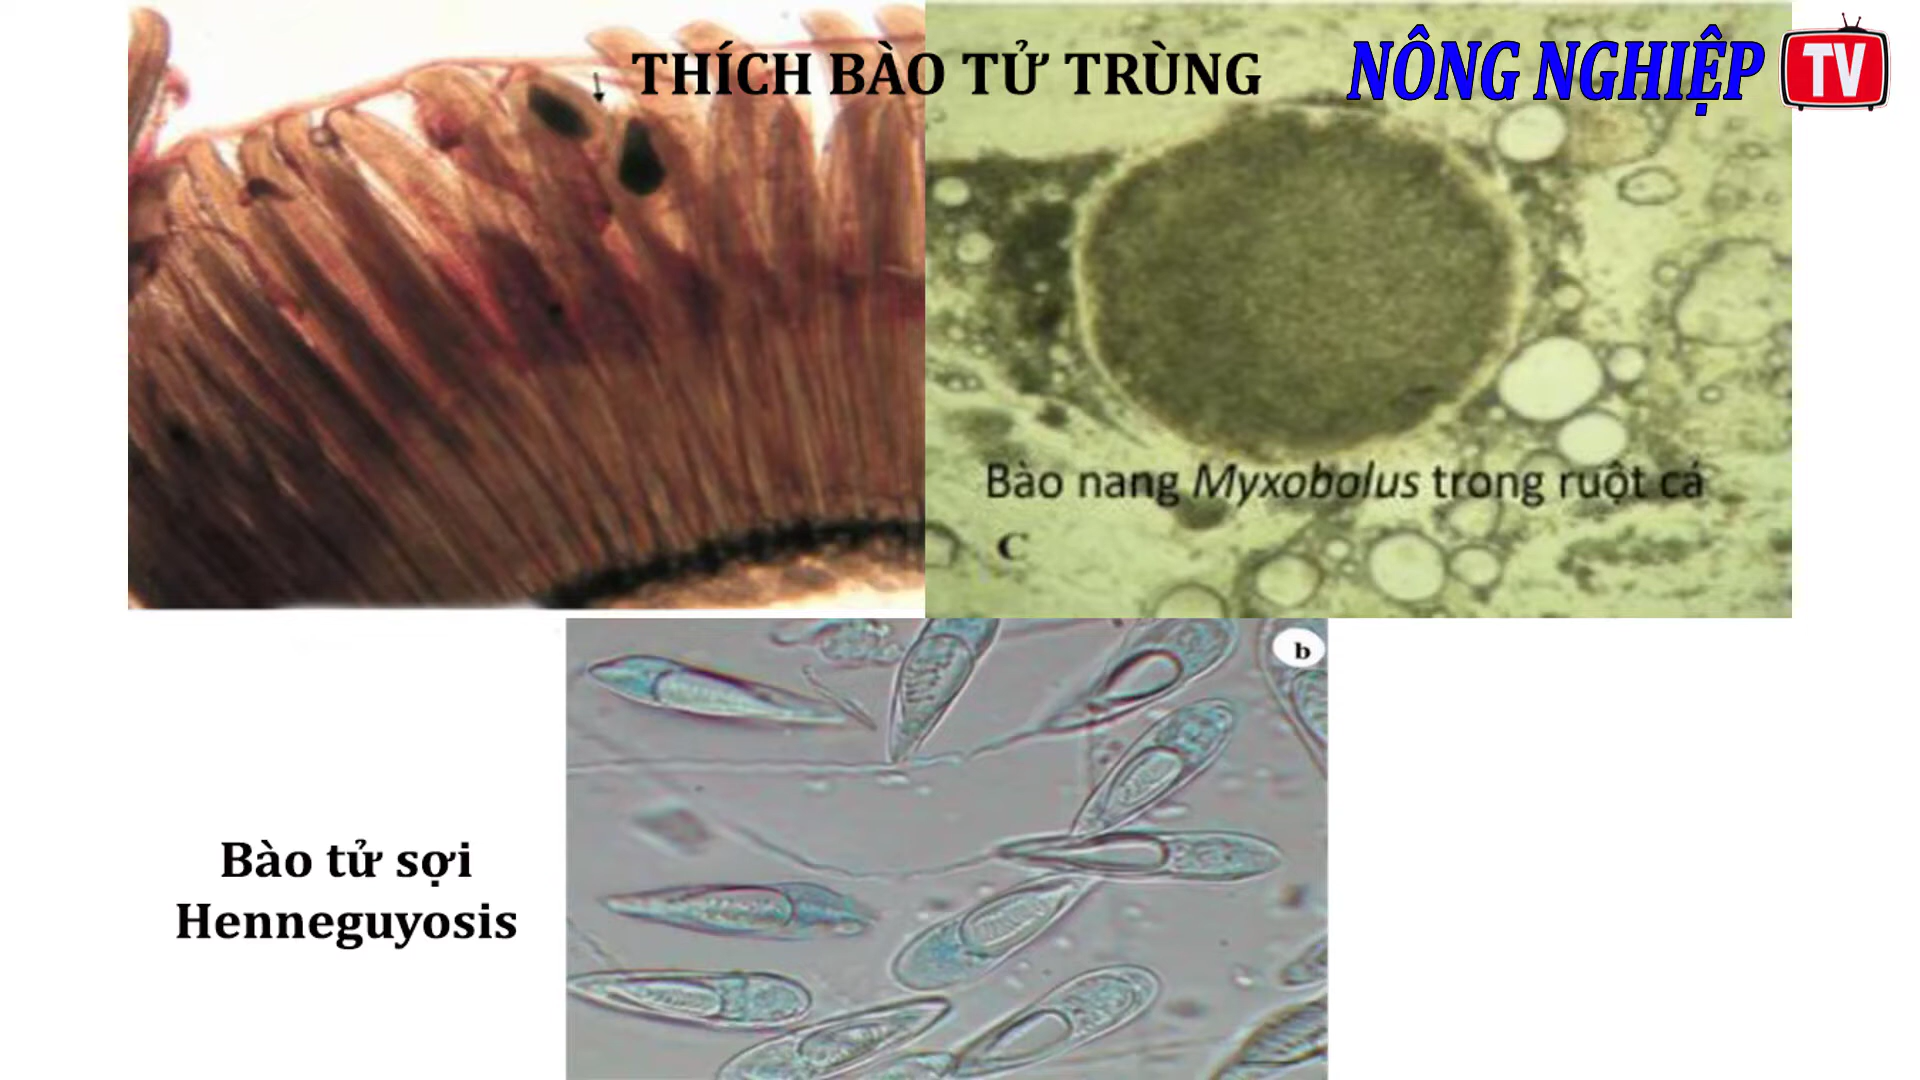 THÍCH BÀO TỬ TRÙNG
NÔNG NGHIỆP TV
Bào nang Myxobolus trong ruột cá
C
b
Bào tử sợi
Henneguyosis